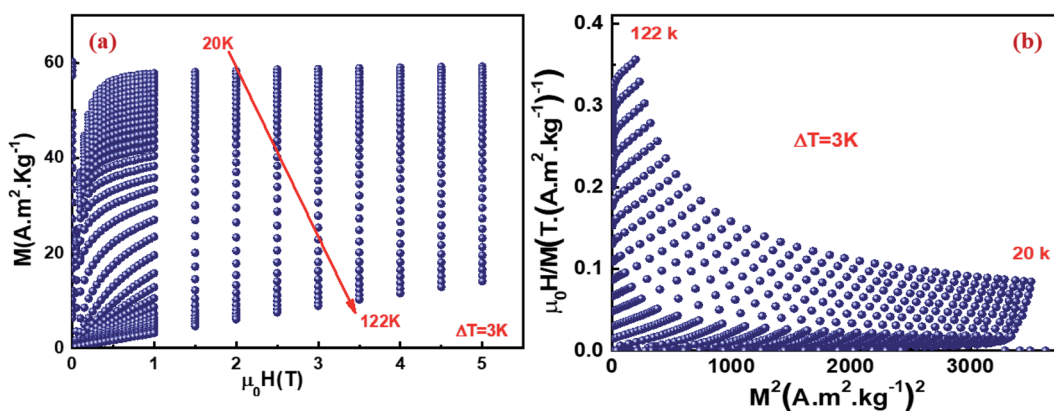 (a)
20K
122K
ΔT=3K
60
40
20
0
M(A.m².Kg⁻¹)
0
1
2
3
4
5
μ₀H(T)
(b)
122 k
ΔT=3K
20 k
0.4
0.3
0.2
0.1
0.0
μ₀H/M(T.(A.m².kg⁻¹)⁻¹)
0
1000
2000
3000
M²(A.m².kg⁻¹)²